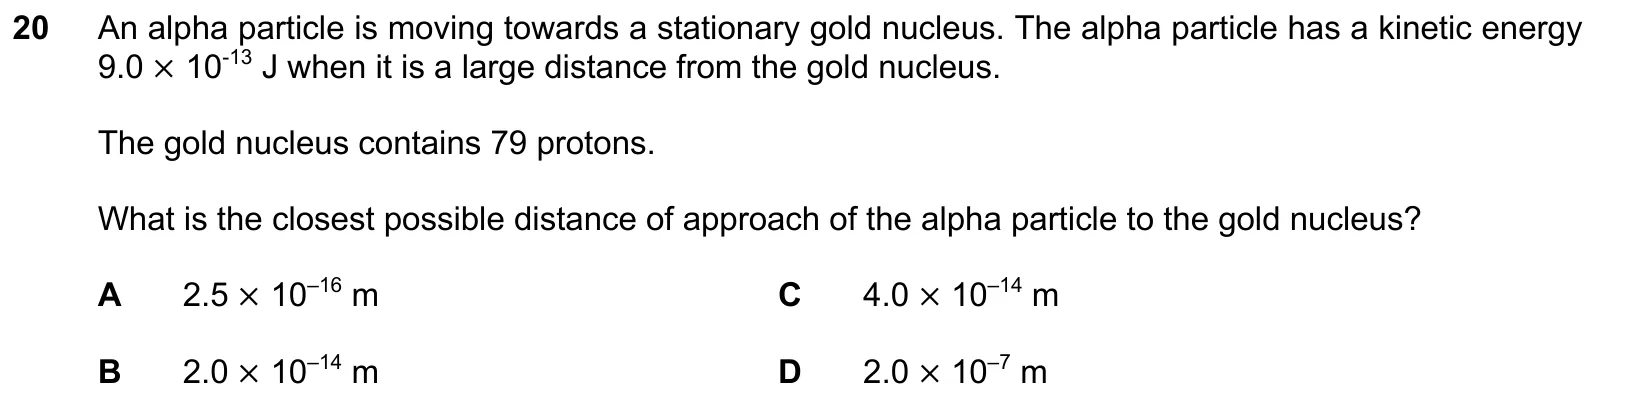 20 An alpha particle is moving towards a stationary gold nucleus. The alpha particle has a kinetic energy
9.0 × 10⁻¹³ J when it is a large distance from the gold nucleus.
The gold nucleus contains 79 protons.
What is the closest possible distance of approach of the alpha particle to the gold nucleus?
A 2.5 × 10⁻¹⁶ m C 4.0 × 10⁻¹⁴ m
B 2.0 × 10⁻¹⁴ m D 2.0 × 10⁻⁷ m